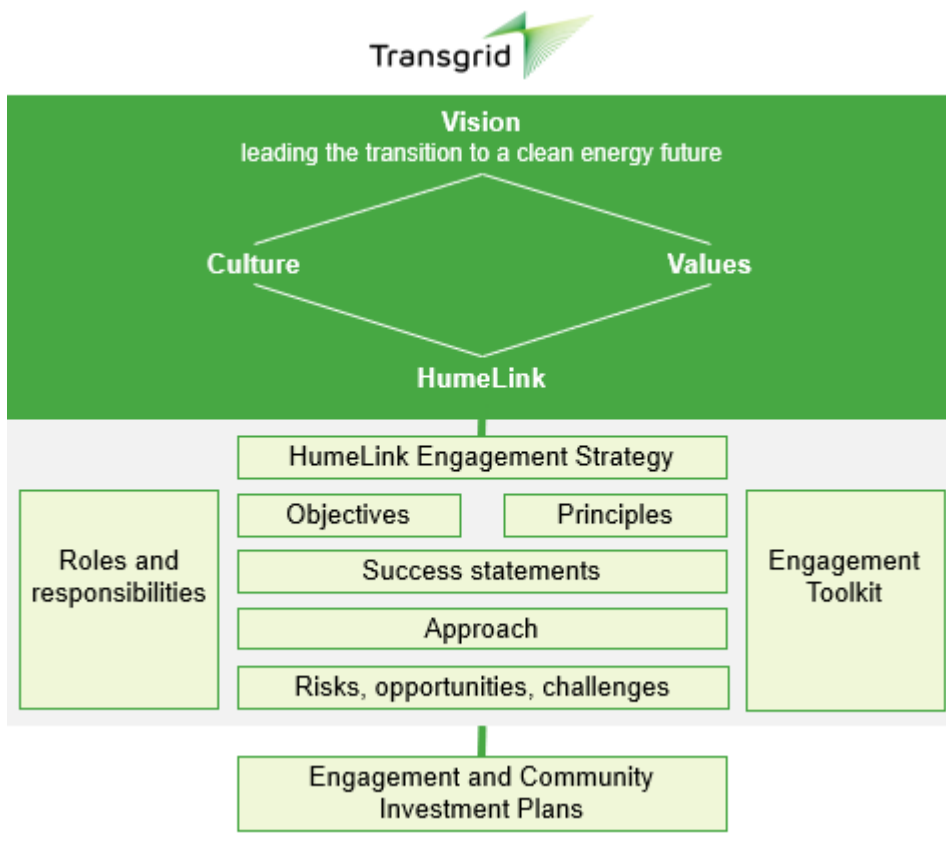 Transgrid
Vision
leading the transition to a clean energy future
Culture
Values
HumeLink
HumeLink Engagement Strategy
Objectives
Principles
Roles and
responsibilities
Success statements
Engagement
Toolkit
Approach
Risks, opportunities, challenges
Engagement and Community
Investment Plans